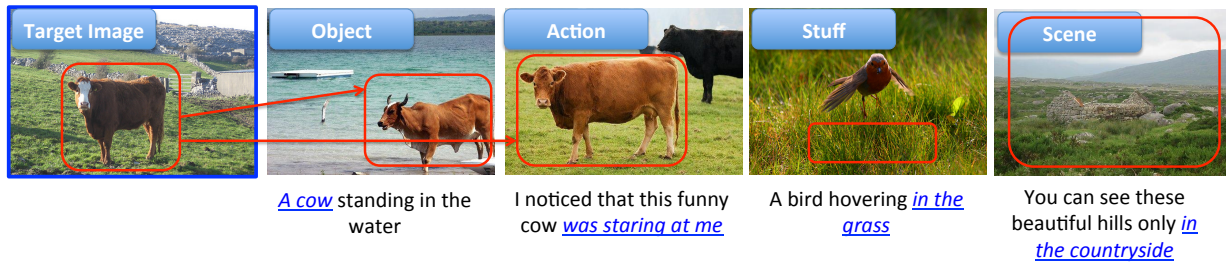 Target Image
Object
Action
Stuff
Scene
A cow standing in the
water
I noticed that this funny
cow was staring at me
A bird hovering in the
grass
You can see these
beautiful hills only in
the countryside